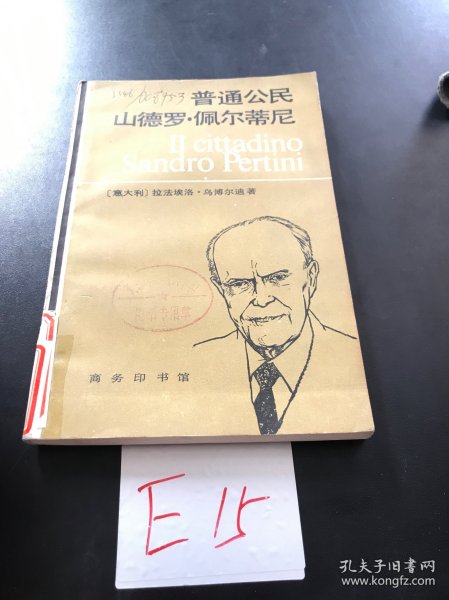 普通公民
山德罗·佩尔蒂尼
Il cittadino
Sandro Pertini
〔意大利〕拉法埃洛·乌博尔迪著
商务印书馆
E15
孔夫子旧书网
www.kongfz.com